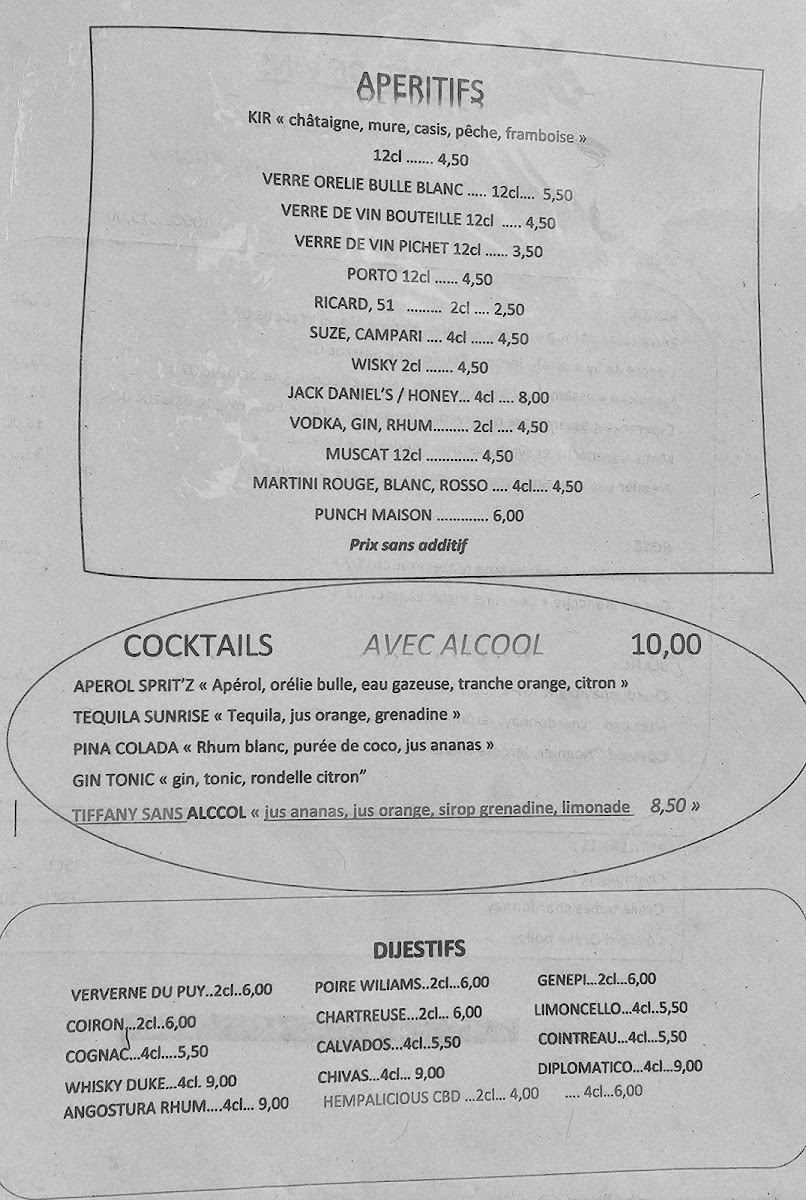 APERITIFS
KIR « châtaigne, mure, casis, pêche, framboise »
12cl ....... 4,50
VERRE ORELIE BULLE BLANC ..... 12cl.... 5,50
VERRE DE VIN BOUTEILLE 12cl ..... 4,50
VERRE DE VIN PICHET 12cl ...... 3,50
PORTO 12cl ...... 4,50
RICARD, 51 ......... 2cl .... 2,50
SUZE, CAMPARI .... 4cl ...... 4,50
WISKY 2cl ....... 4,50
JACK DANIEL'S / HONEY... 4cl .... 8,00
VODKA, GIN, RHUM......... 2cl .... 4,50
MUSCAT 12cl ............. 4,50
MARTINI ROUGE, BLANC, ROSSO .... 4cl.... 4,50
PUNCH MAISON ............. 6,00
Prix sans additif
COCKTAILS AVEC ALCOOL 10,00
APEROL SPRIT'Z « Apérol, orélie bulle, eau gazeuse, tranche orange, citron »
TEQUILA SUNRISE « Tequila, jus orange, grenadine »
PINA COLADA « Rhum blanc, purée de coco, jus ananas »
GIN TONIC « gin, tonic, rondelle citron”
TIFFANY SANS ALCCOL « jus ananas, jus orange, sirop grenadine, limonade 8,50 »
DIJESTIFS
VERVERNE DU PUY..2cl..6,00 POIRE WILIAMS..2cl..6,00 GENEPI...2cl...6,00
COIRON...2cl..6,00 CHARTREUSE...2cl... 6,00 LIMONCELLO...4cl..5,50
COGNAC...4cl....5,50 CALVADOS...4cl..5,50 COINTREAU...4cl...5,50
WHISKY DUKE...4cl. 9,00 CHIVAS...4cl... 9,00 DIPLOMATICO...4cl...9,00
ANGOSTURA RHUM....4cl... 9,00 HEMPALICIOUS CBD ...2cl... 4,00 .... 4cl...6,00